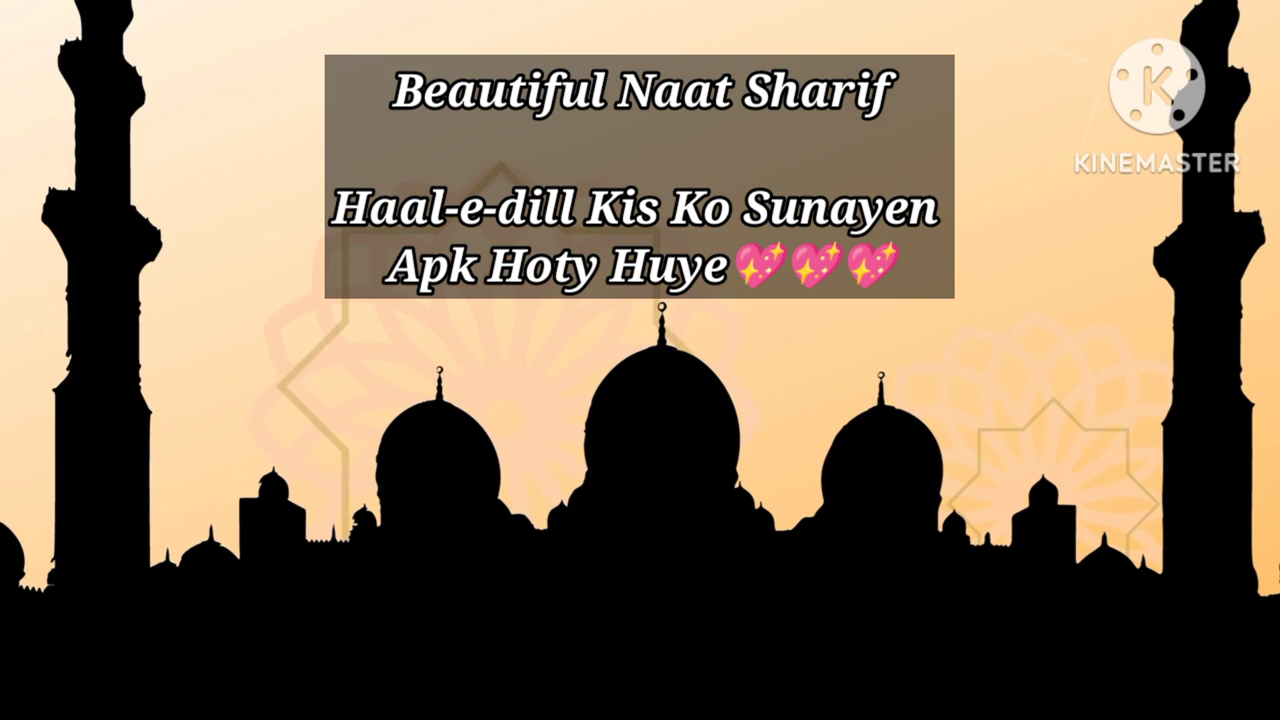 Beautiful Naat Sharif
Haal-e-dill Kis Ko Sunayen
Apk Hoty Huye💖💖💖
K
KINEMASTER